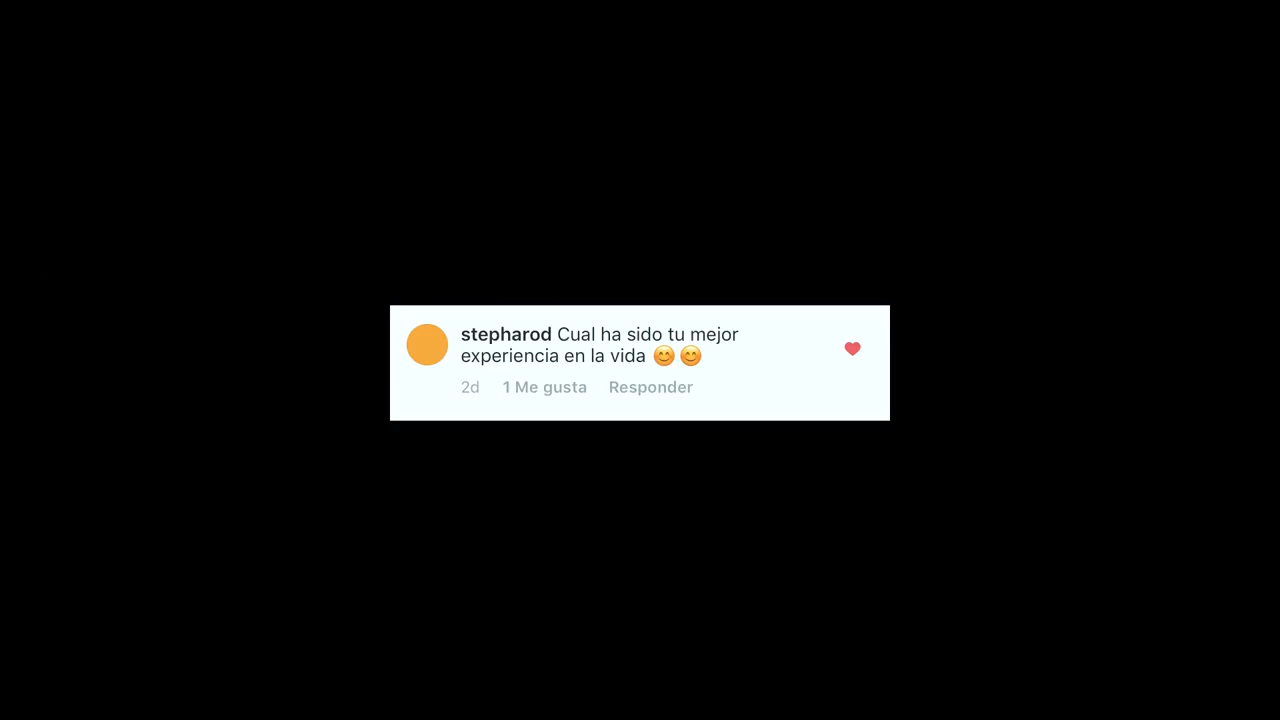 stepharod Cual ha sido tu mejor
experiencia en la vida 😊😊
2d 1 Me gusta Responder